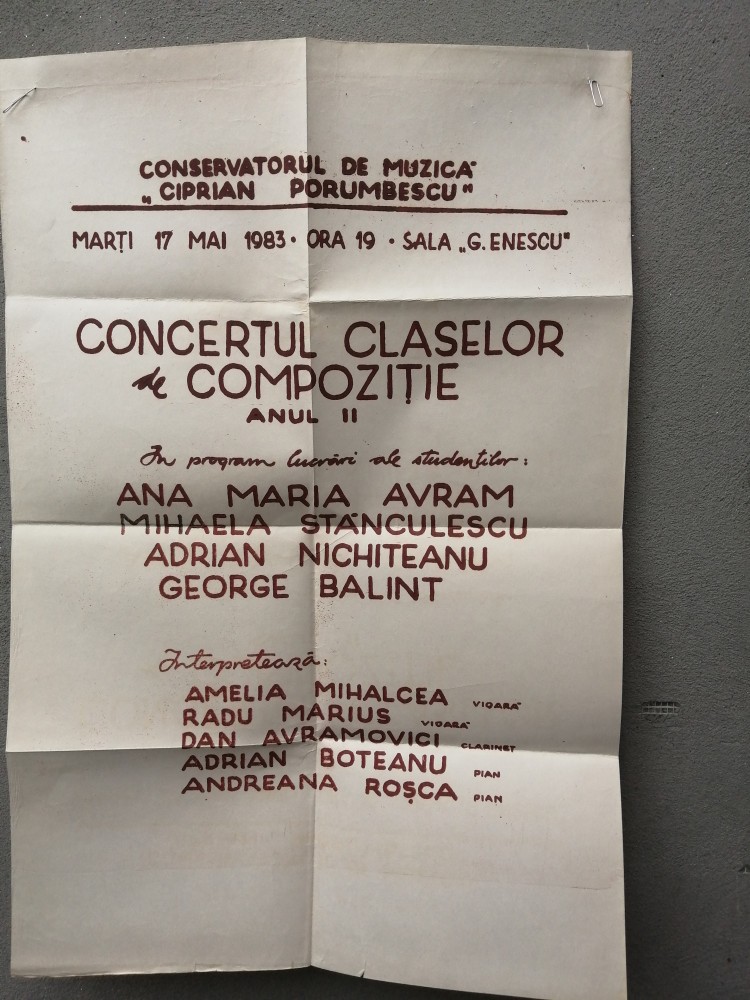 CONSERVATORUL DE MUZICĂ
„CIPRIAN PORUMBESCU"
MARȚI 17 MAI 1983 · ORA 19 · SALA „G. ENESCU"
CONCERTUL CLASELOR
de COMPOZIȚIE
ANUL II
În program lucrări ale studenților:
ANA MARIA AVRAM
MIHAELA STĂNCULESCU
ADRIAN NICHITEANU
GEORGE BALINT
Interpretează:
AMELIA MIHALCEA VIOARĂ
RADU MARIUS VIOARĂ
DAN AVRAMOVICI CLARINET
ADRIAN BOTEANU PIAN
ANDREANA ROȘCA PIAN